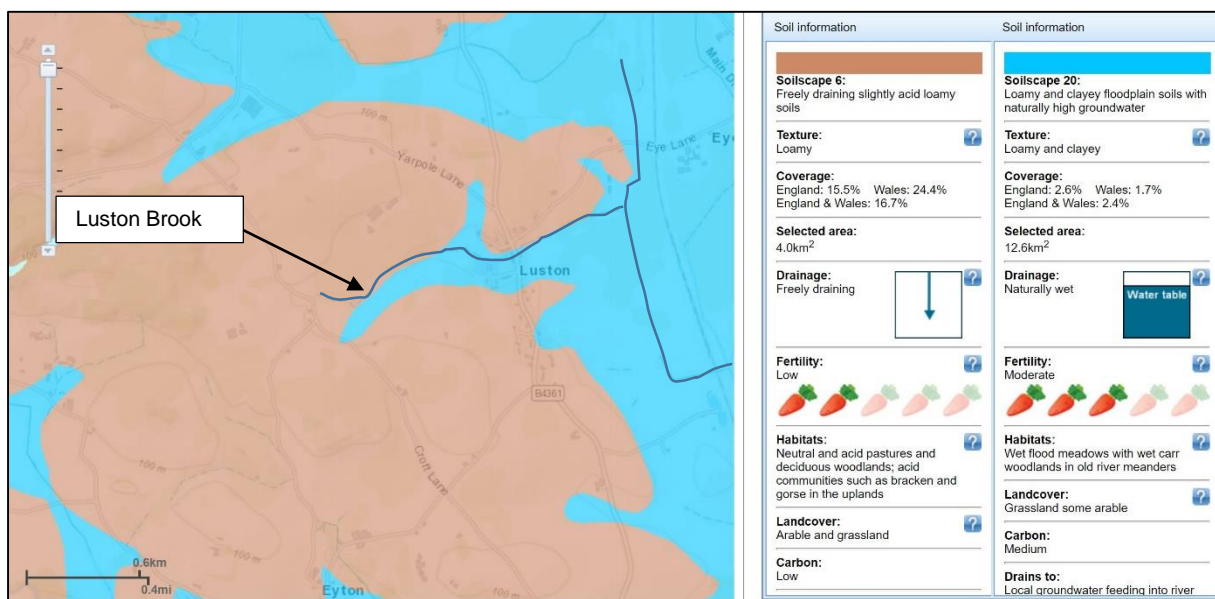 Main D
100 m
Yarpole Lane
Eye Lane
Eye
Luston Brook
100
Luston
B4361
Croft Lane
100 m
100 m
0.6km
0.4mi
Eyton
Soil information
Soilscape 6:
Freely draining slightly acid loamy
soils
Texture:
?
Loamy
Coverage:
England: 15.5% Wales: 24.4%
England & Wales: 16.7%
Selected area:
4.0km²
Drainage:
?
Freely draining
Fertility:
?
Low
Habitats:
?
Neutral and acid pastures and
deciduous woodlands; acid
communities such as bracken and
gorse in the uplands
Landcover:
?
Arable and grassland
Carbon:
Low
Soil information
Soilscape 20:
Loamy and clayey floodplain soils with
naturally high groundwater
Texture:
?
Loamy and clayey
Coverage:
England: 2.6% Wales: 1.7%
England & Wales: 2.4%
Selected area:
12.6km²
Drainage:
?
Naturally wet
Water table
Fertility:
?
Moderate
Habitats:
?
Wet flood meadows with wet carr
woodlands in old river meanders
Landcover:
?
Grassland some arable
Carbon:
Medium
Drains to:
Local groundwater feeding into river